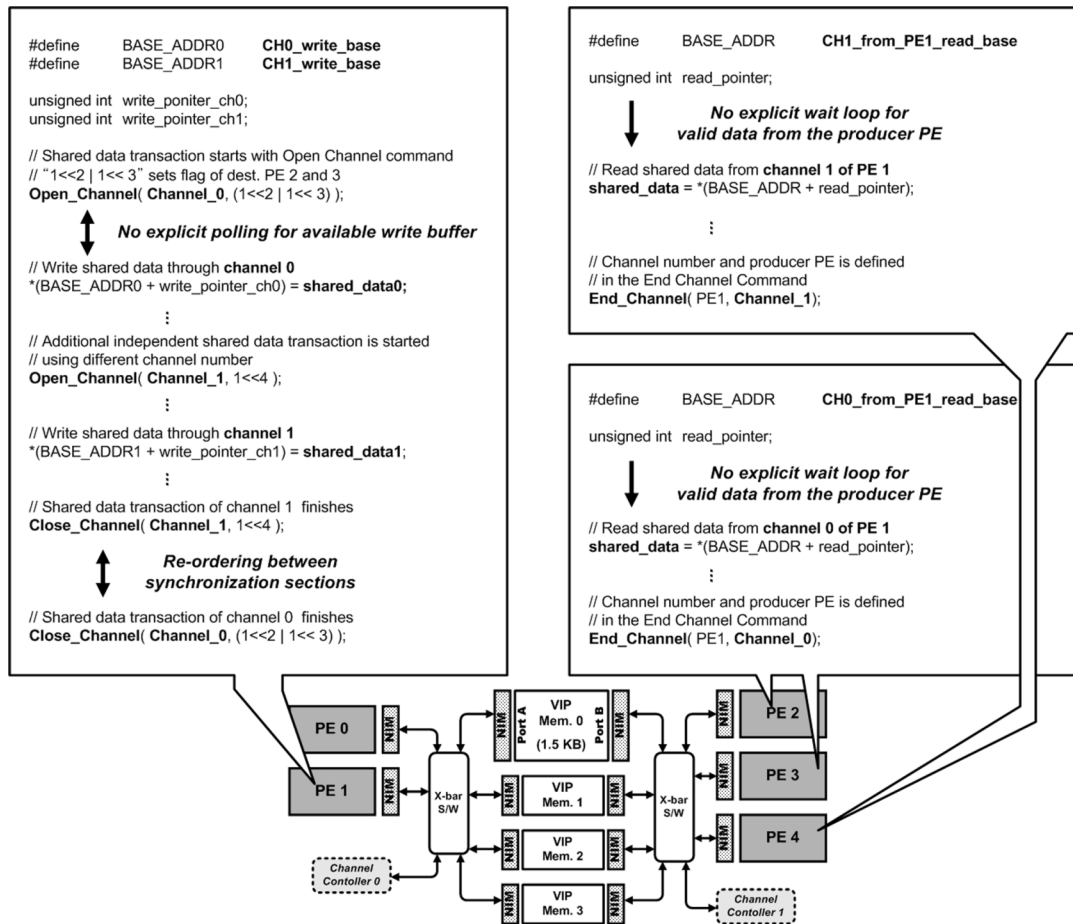 #define BASE_ADDR0 CH0_write_base
#define BASE_ADDR1 CH1_write_base
unsigned int write_poniter_ch0;
unsigned int write_pointer_ch1;
// Shared data transaction starts with Open Channel command
// “1<<2 | 1<< 3” sets flag of dest. PE 2 and 3
Open_Channel( Channel_0, (1<<2 | 1<< 3) );
No explicit polling for available write buffer
// Write shared data through channel 0
*(BASE_ADDR0 + write_pointer_ch0) = shared_data0;
⋮
// Additional independent shared data transaction is started
// using different channel number
Open_Channel( Channel_1, 1<<4 );
⋮
// Write shared data through channel 1
*(BASE_ADDR1 + write_pointer_ch1) = shared_data1;
⋮
// Shared data transaction of channel 1 finishes
Close_Channel( Channel_1, 1<<4 );
Re-ordering between
synchronization sections
// Shared data transaction of channel 0 finishes
Close_Channel( Channel_0, (1<<2 | 1<< 3) );
#define BASE_ADDR CH1_from_PE1_read_base
unsigned int read_pointer;
No explicit wait loop for
valid data from the producer PE
// Read shared data from channel 1 of PE 1
shared_data = *(BASE_ADDR + read_pointer);
⋮
// Channel number and producer PE is defined
// in the End Channel Command
End_Channel( PE1, Channel_1);
#define BASE_ADDR CH0_from_PE1_read_base
unsigned int read_pointer;
No explicit wait loop for
valid data from the producer PE
// Read shared data from channel 0 of PE 1
shared_data = *(BASE_ADDR + read_pointer);
⋮
// Channel number and producer PE is defined
// in the End Channel Command
End_Channel( PE1, Channel_0);
PE 0
NIM
PE 1
NIM
X-bar
S/W
Channel
Contoller 0
NIM
Port A
VIP
Mem. 0
(1.5 KB)
Port B
NIM
NIM
VIP
Mem. 1
NIM
NIM
VIP
Mem. 2
NIM
NIM
VIP
Mem. 3
NIM
X-bar
S/W
NIM
PE 2
NIM
PE 3
NIM
PE 4
Channel
Contoller 1